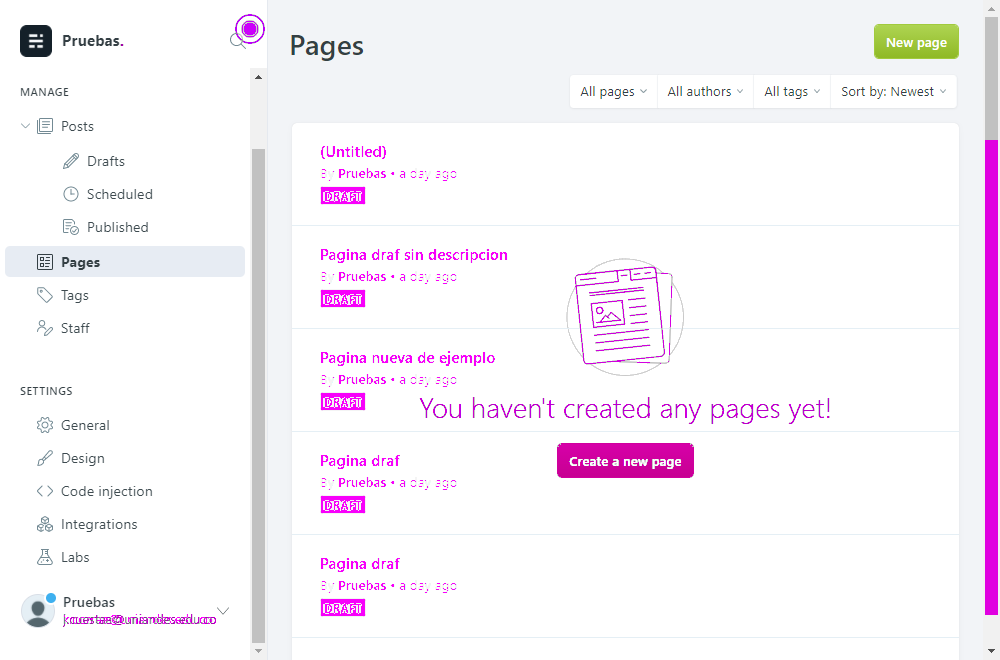 Pruebas.
MANAGE
Posts
Drafts
Scheduled
Published
Pages
Tags
Staff
SETTINGS
General
Design
Code injection
Integrations
Labs
Pruebas
Pages
New page
All pages
All authors
All tags
Sort by: Newest
(Untitled)
By Pruebas • a day ago
DRAFT
Pagina draf sin descripcion
By Pruebas • a day ago
DRAFT
Pagina nueva de ejemplo
By Pruebas • a day ago
DRAFT
You haven't created any pages yet!
Create a new page
Pagina draf
By Pruebas • a day ago
DRAFT
Pagina draf
By Pruebas • a day ago
DRAFT